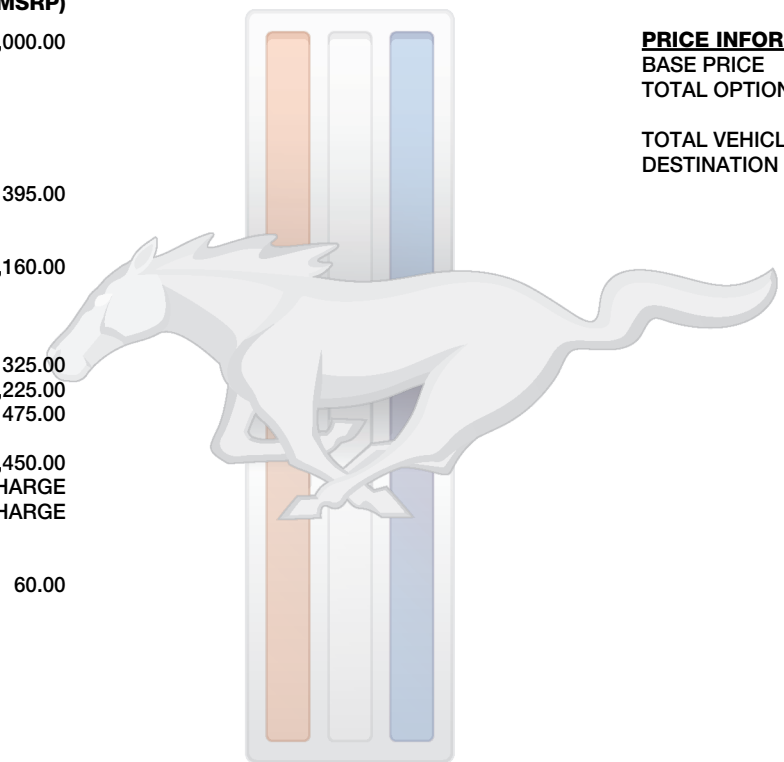 MSRP)
,000.00
395.00
,160.00
325.00
,225.00
475.00
,450.00
HARGE
HARGE
60.00
PRICE INFOR
BASE PRICE
TOTAL OPTION
TOTAL VEHICL
DESTINATION